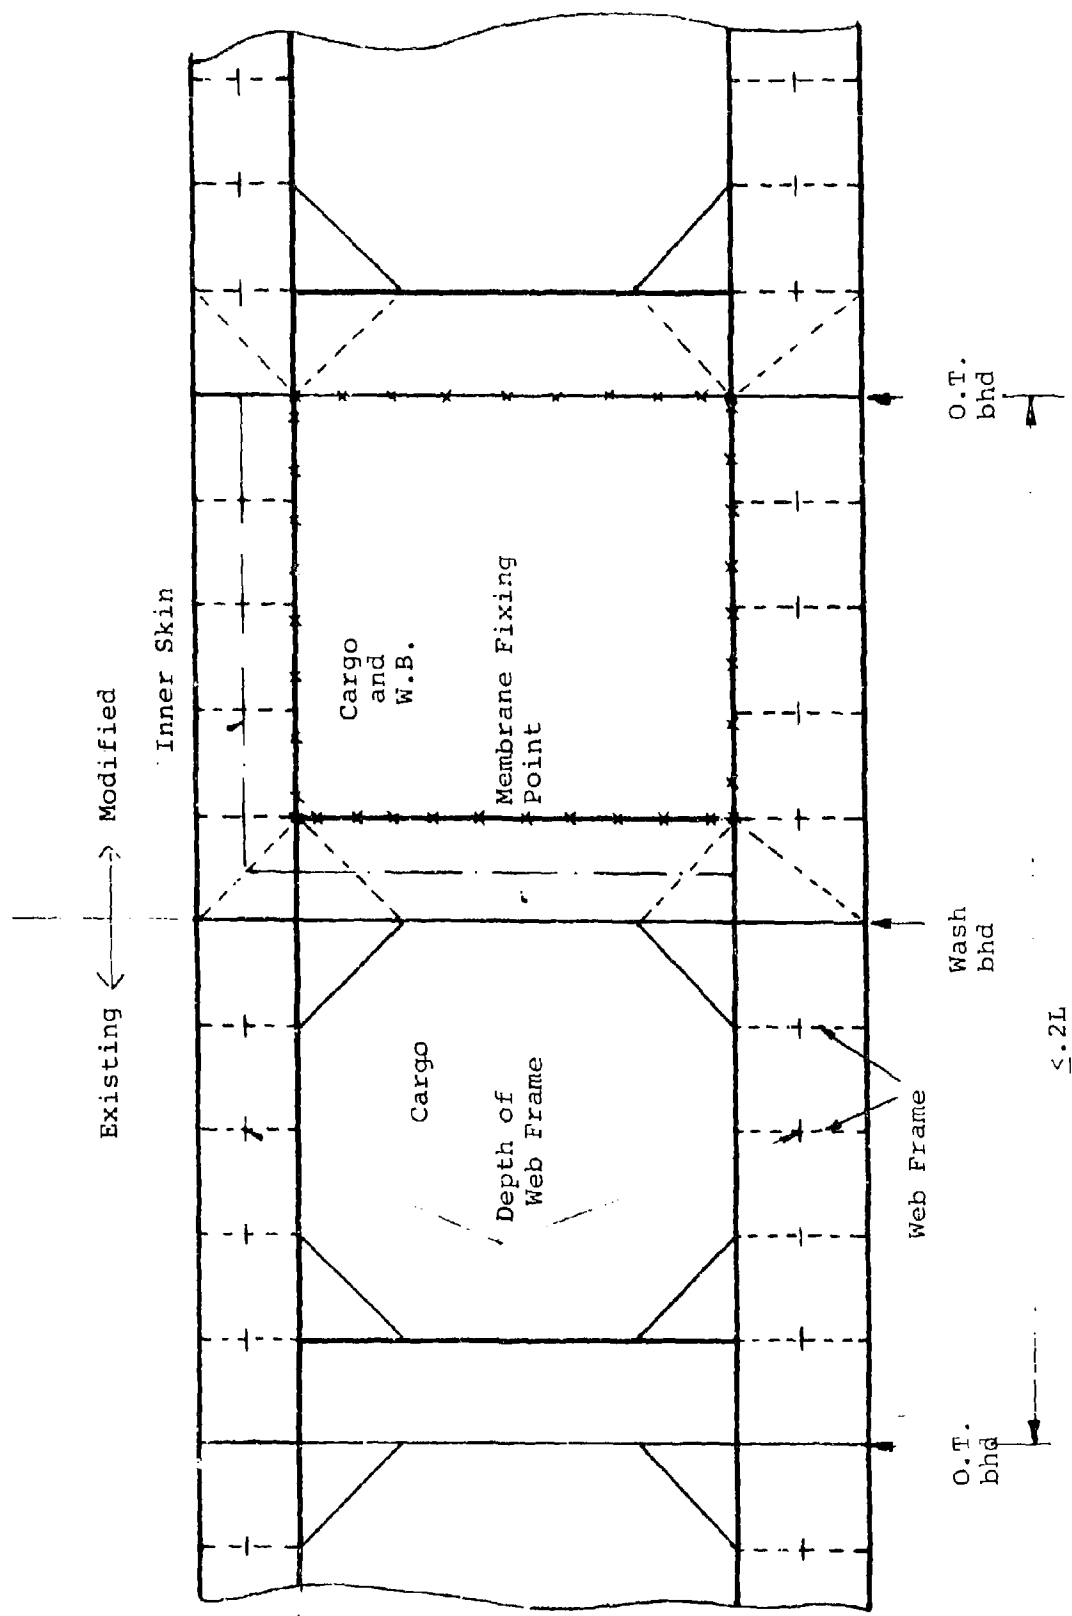 Existing
Modified
Inner Skin
Cargo
Cargo
and
W.B.
Depth of
Web Frame
Membrane Fixing
Point
Web Frame
O.T.
bhd
Wash
bhd
O.T.
bhd
≤.2L